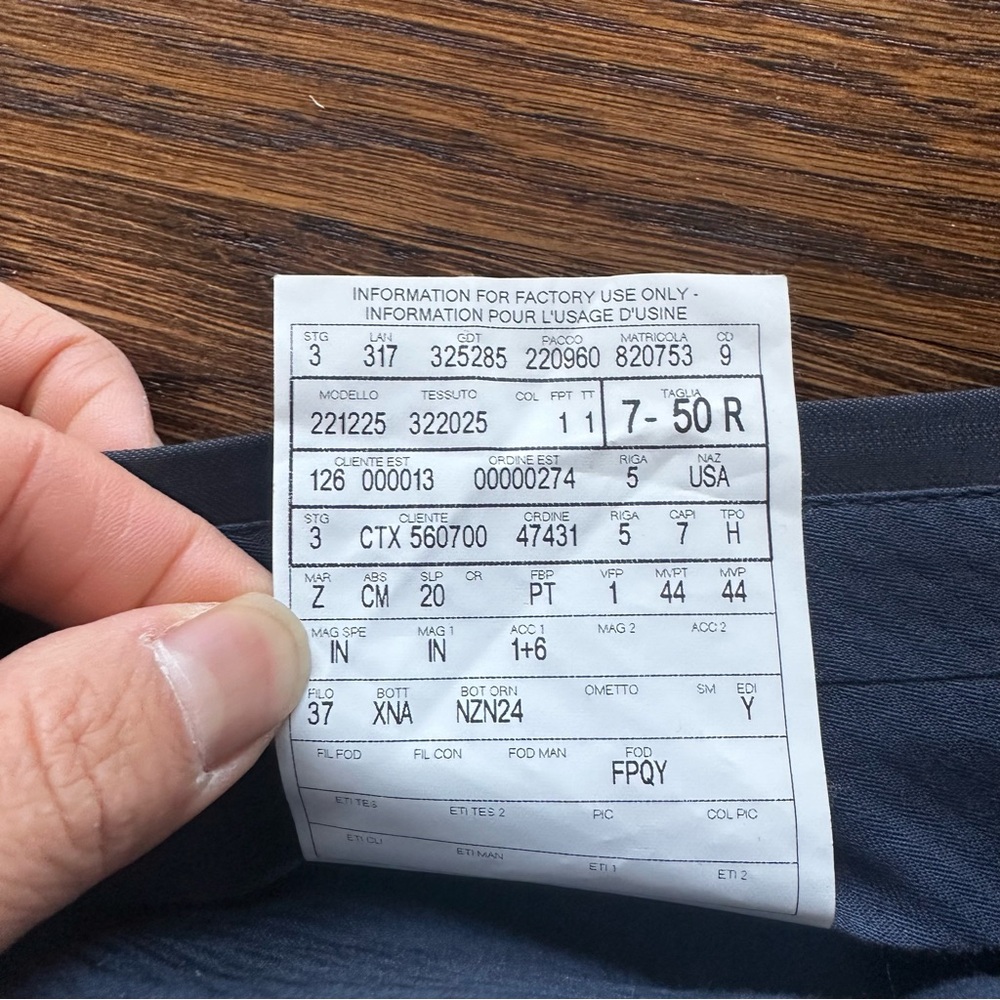 INFORMATION FOR FACTORY USE ONLY -
INFORMATION POUR L'USAGE D'USINE
STG LAN GDT PACCO MATRICOLA CD
3 317 325285 220960 820753 9
MODELLO TESSUTO COL FPT TT TAGLIA
221225 322025 1 1 7- 50 R
CLIENTE EST ORDINE EST RIGA NAZ
126 000013 00000274 5 USA
STG CLIENTE ORDINE RIGA CAPI TPO
3 CTX 560700 47431 5 7 H
MAR ABS SLP CR FBP VFP MVPT MVP
Z CM 20 PT 1 44 44
MAG SPE MAG 1 ACC 1 MAG 2 ACC 2
IN IN 1+6
FILO BOTT BOT ORN OMETTO SM EDI
37 XNA NZN24 Y
FIL FOD FIL CON FOD MAN FOD
FPQY
ETI TES ETI TES 2 PIC COL PIC
ETI CLI ETI MAN ETI 1 ETI 2